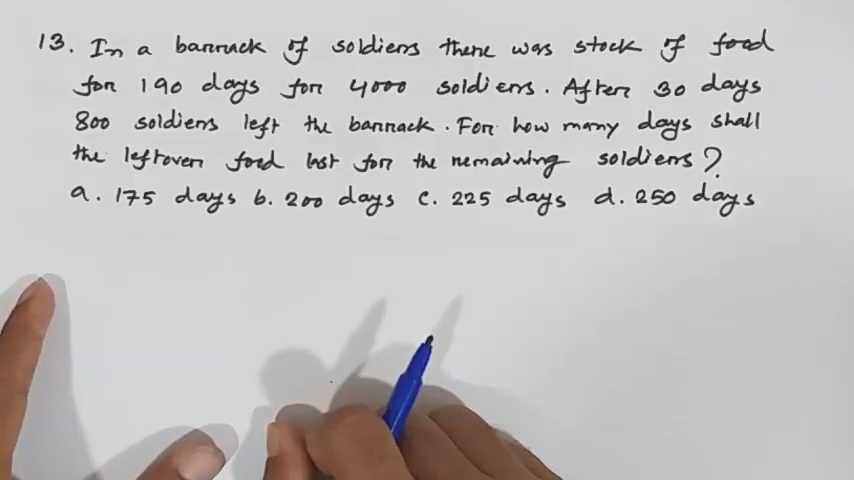 13. In a barrack of soldiers there was stock of food
for 190 days for 4000 soldiers. After 30 days
800 soldiers left the barrack. For how many days shall
the leftover food last for the remaining soldiers?
a. 175 days b. 200 days c. 225 days d. 250 days